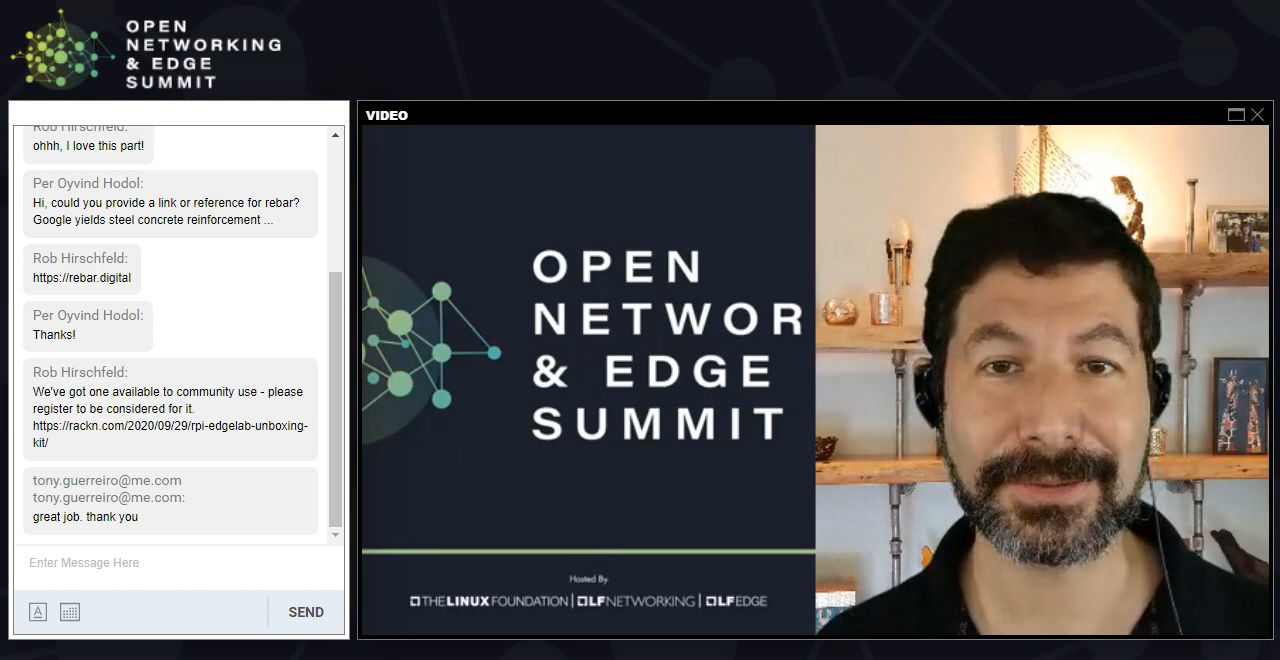 OPEN
NETWORKING
& EDGE
SUMMIT
Rob Hirschfeld:
ohhh, I love this part!
Per Oyvind Hodol:
Hi, could you provide a link or reference for rebar?
Google yields steel concrete reinforcement ...
Rob Hirschfeld:
https://rebar.digital
Per Oyvind Hodol:
Thanks!
Rob Hirschfeld:
We've got one available to community use - please
register to be considered for it.
https://rackn.com/2020/09/29/rpi-edgelab-unboxing-
kit/
tony.guerreiro@me.com
tony.guerreiro@me.com:
great job. thank you
Enter Message Here
A
SEND
VIDEO
OPEN
NETWOR
& EDGE
SUMMIT
Hosted By
THE LINUX FOUNDATION | LF NETWORKING | LF EDGE